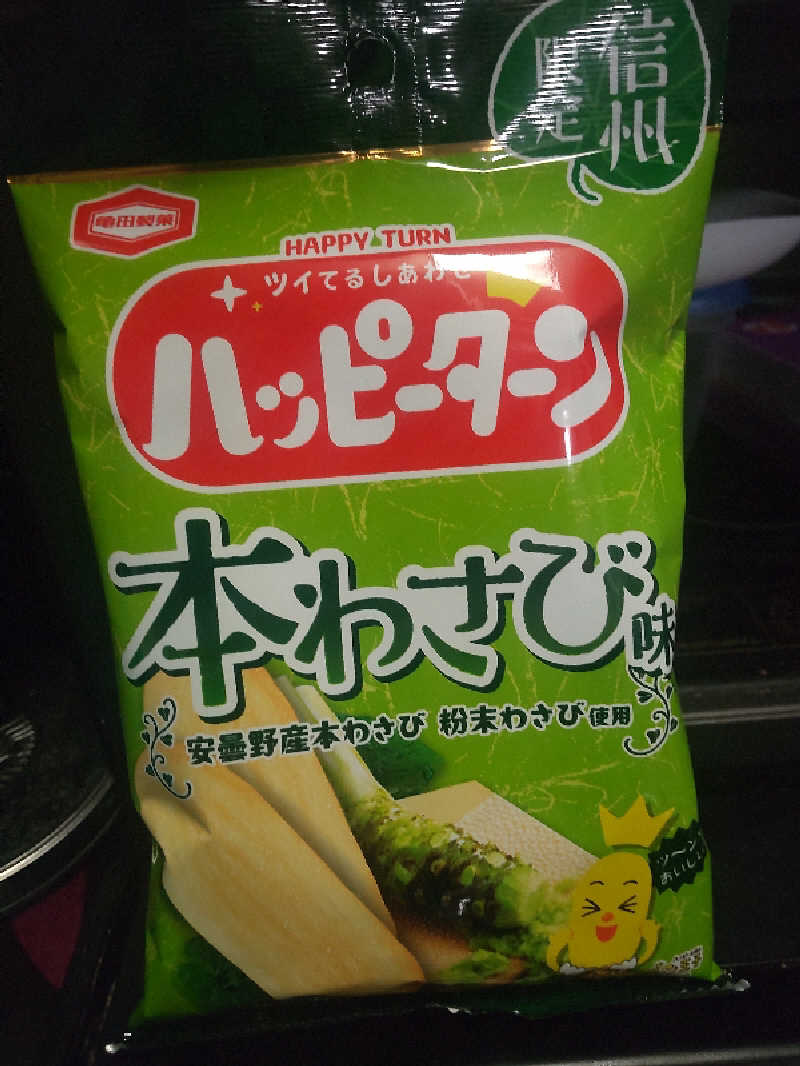 信州
限定
亀田製菓
HAPPY TURN
ツイてるしあわせ
ハッピーターン
本わさび味
安曇野産本わさび 粉末わさび使用
ツ〜ン
おいしい